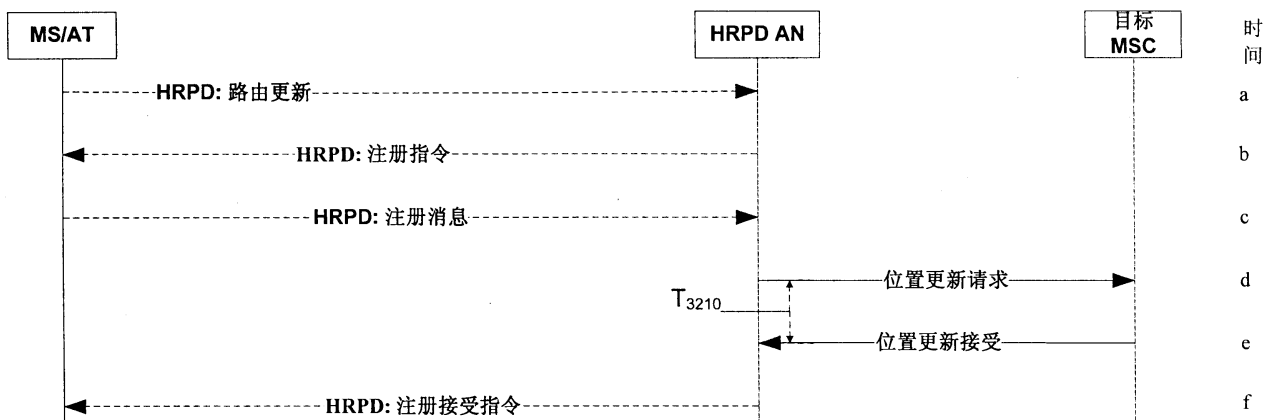 MS/AT
HRPD AN
目标
MSC
时
间
HRPD: 路由更新
a
HRPD: 注册指令
b
HRPD: 注册消息
c
位置更新请求
d
T3210
位置更新接受
e
HRPD: 注册接受指令
f